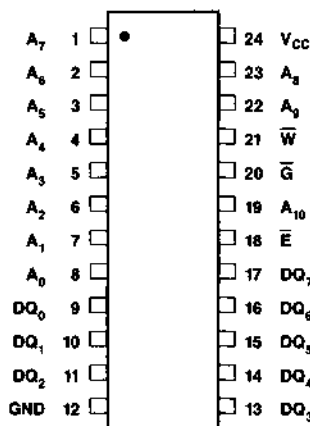 A₇ 1 24 V_CC
A₆ 2 23 A₈
A₅ 3 22 A₉
A₄ 4 21 W̅
A₃ 5 20 G̅
A₂ 6 19 A₁₀
A₁ 7 18 E̅
A₀ 8 17 DQ₇
DQ₀ 9 16 DQ₆
DQ₁ 10 15 DQ₅
DQ₂ 11 14 DQ₄
GND 12 13 DQ₃